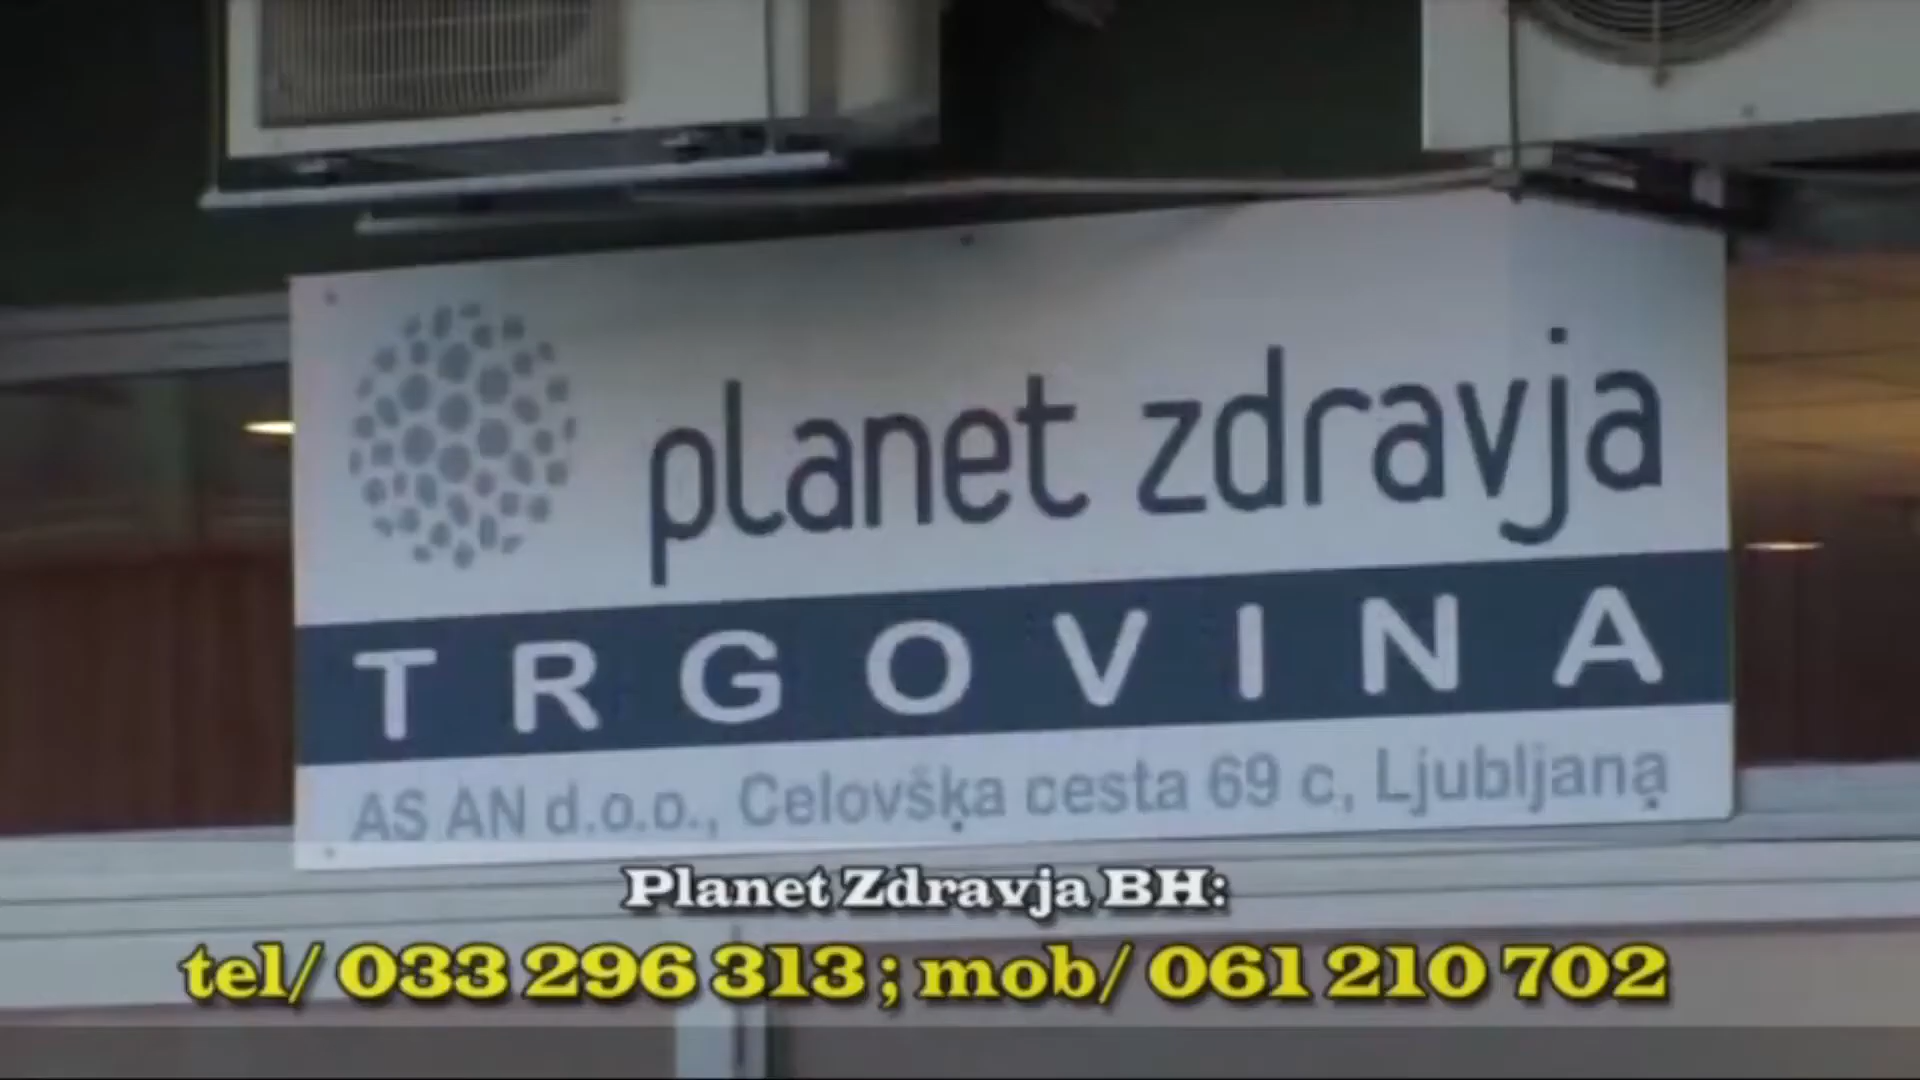 planet zdravja
TRGOVINA
AS AN d.o.o., Celovška cesta 69 c, Ljubljana
Planet Zdravja BH:
tel/ 033 296 313 ; mob/ 061 210 702